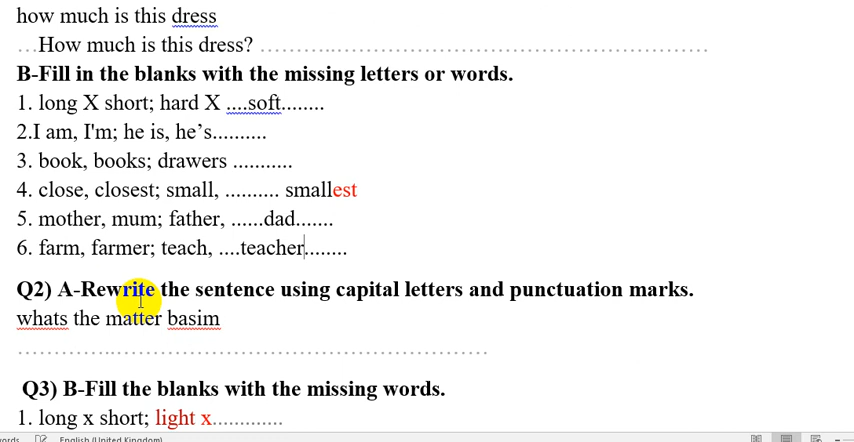 how much is this dress
...How much is this dress? ........................................................................
B-Fill in the blanks with the missing letters or words.
1. long X short; hard X ....soft........
2.I am, I'm; he is, he’s..........
3. book, books; drawers ...........
4. close, closest; small, .......... smallest
5. mother, mum; father, ......dad.......
6. farm, farmer; teach, ....teacher........
Q2) A-Rewrite the sentence using capital letters and punctuation marks.
whats the matter basim
...........................................................................
Q3) B-Fill the blanks with the missing words.
1. long x short; light x.............
English (United Kingdom)